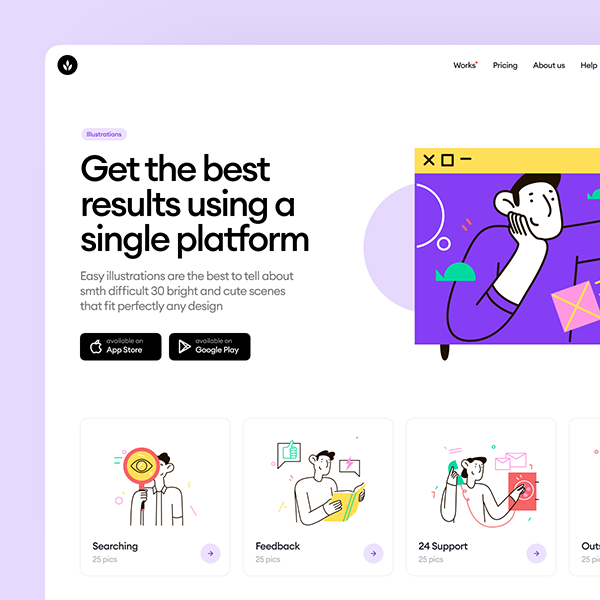 Works
Pricing
About us
Help
Illustrations
Get the best
results using a
single platform
Easy illustrations are the best to tell about
smth difficult 30 bright and cute scenes
that fit perfectly any design
available on
App Store
available on
Google Play
Searching
25 pics
Feedback
25 pics
24 Support
25 pics
25 pics